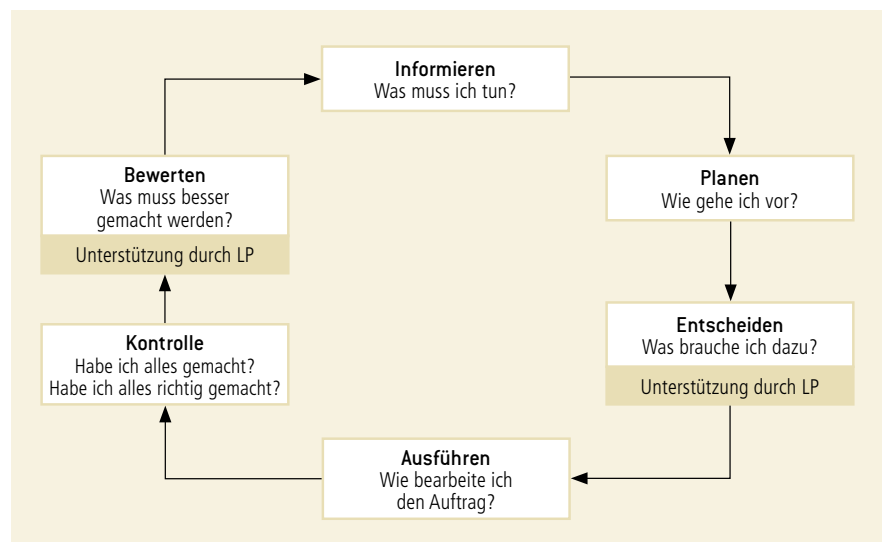 Informieren
Was muss ich tun?
Planen
Wie gehe ich vor?
Entscheiden
Was brauche ich dazu?
Unterstützung durch LP
Ausführen
Wie bearbeite ich
den Auftrag?
Kontrolle
Habe ich alles gemacht?
Habe ich alles richtig gemacht?
Bewerten
Was muss besser
gemacht werden?
Unterstützung durch LP